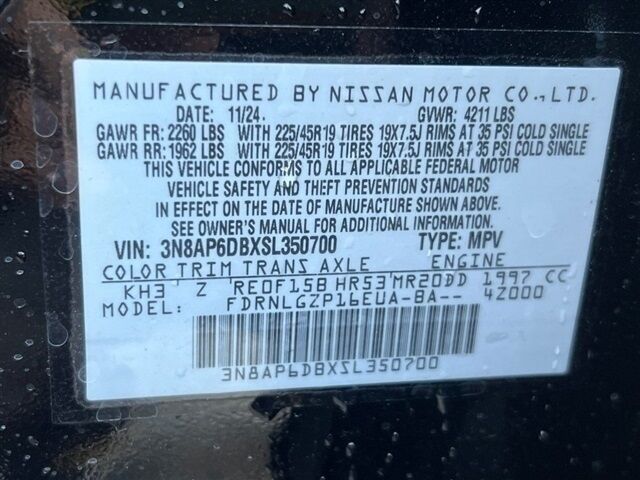 MANUFACTURED BY NISSAN MOTOR CO.,LTD.
DATE: 11/24. GVWR: 4211 LBS
GAWR FR: 2260 LBS WITH 225/45R19 TIRES 19X7.5J RIMS AT 35 PSI COLD SINGLE
GAWR RR: 1962 LBS WITH 225/45R19 TIRES 19X7.5J RIMS AT 35 PSI COLD SINGLE
THIS VEHICLE CONFORMS TO ALL APPLICABLE FEDERAL MOTOR
VEHICLE SAFETY AND THEFT PREVENTION STANDARDS
IN EFFECT ON THE DATE OF MANUFACTURE SHOWN ABOVE.
SEE OWNER'S MANUAL FOR ADDITIONAL INFORMATION.
VIN: 3N8AP6DBXSL350700 TYPE: MPV
COLOR TRIM TRANS AXLE ENGINE
KH3 Z RE0F15B HR53 MR20DD 1997 CC
MODEL: FDRNLGZP16EUA-BA-- 4Z000
3N8AP6DBXSL350700